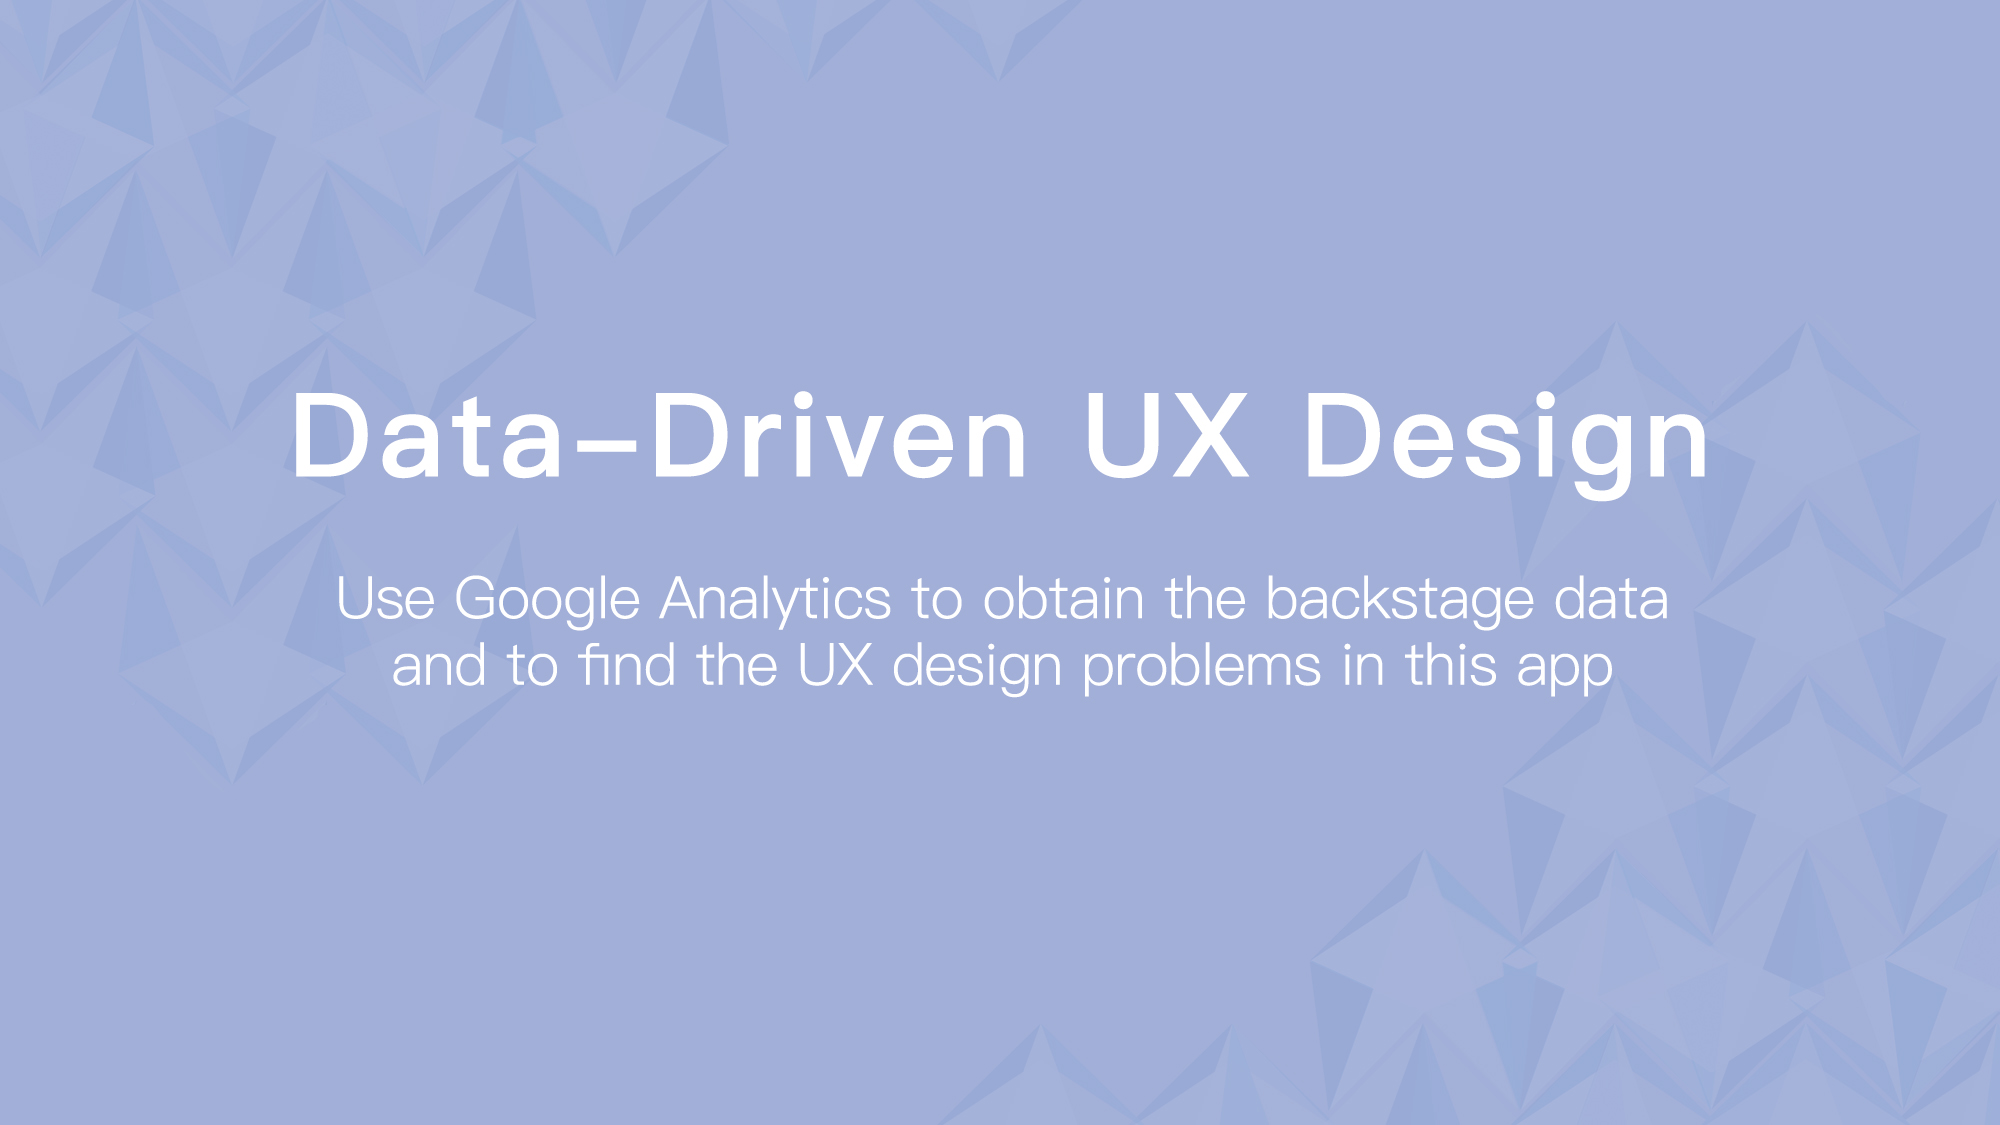 Data-Driven UX Design
Use Google Analytics to obtain the backstage data
and to find the UX design problems in this app